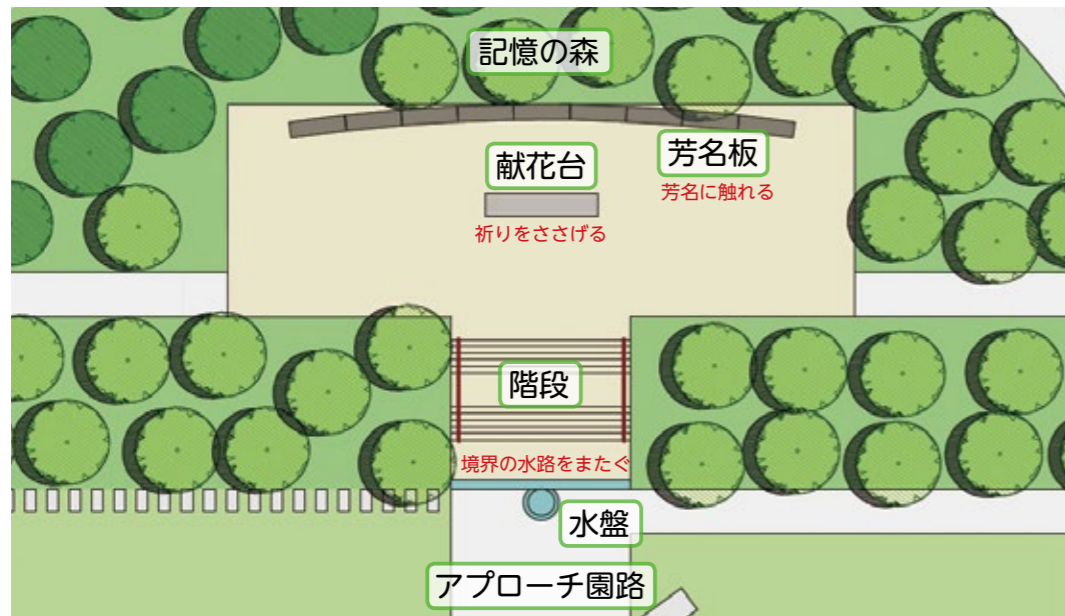 記憶の森
献花台
芳名板
芳名に触れる
祈りをささげる
階段
境界の水路をまたぐ
水盤
アプローチ園路